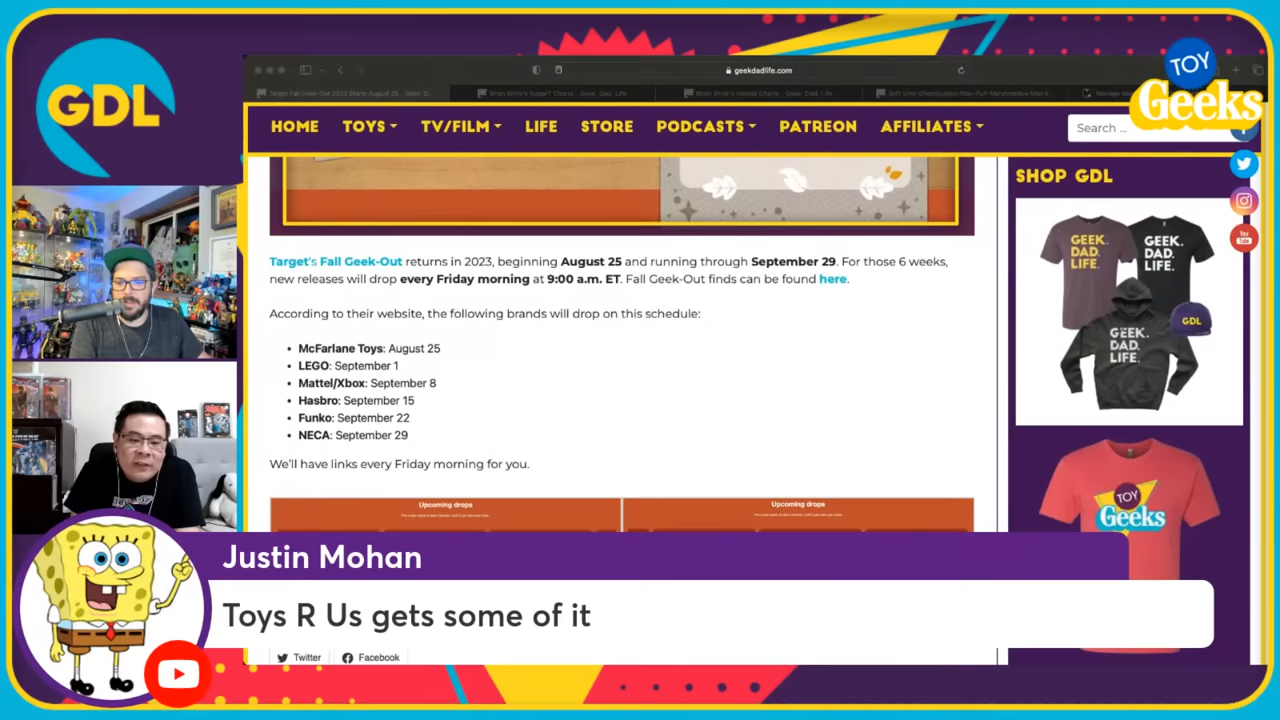 GDL
TOY
Geeks
geekdadlife.com
HOME TOYS TV/FILM LIFE STORE PODCASTS PATREON AFFILIATES
Search ...
SHOP GDL
GEEK.
DAD.
LIFE.
GEEK.
DAD.
LIFE.
GEEK.
DAD.
LIFE.
GDL
Target's Fall Geek-Out returns in 2023, beginning August 25 and running through September 29. For those 6 weeks,
new releases will drop every Friday morning at 9:00 a.m. ET. Fall Geek-Out finds can be found here.
According to their website, the following brands will drop on this schedule:
• McFarlane Toys: August 25
• LEGO: September 1
• Mattel/Xbox: September 8
• Hasbro: September 15
• Funko: September 22
• NECA: September 29
We'll have links every Friday morning for you.
Upcoming drops
Upcoming drops
TOY
Geeks
Justin Mohan
Toys R Us gets some of it
Twitter Facebook